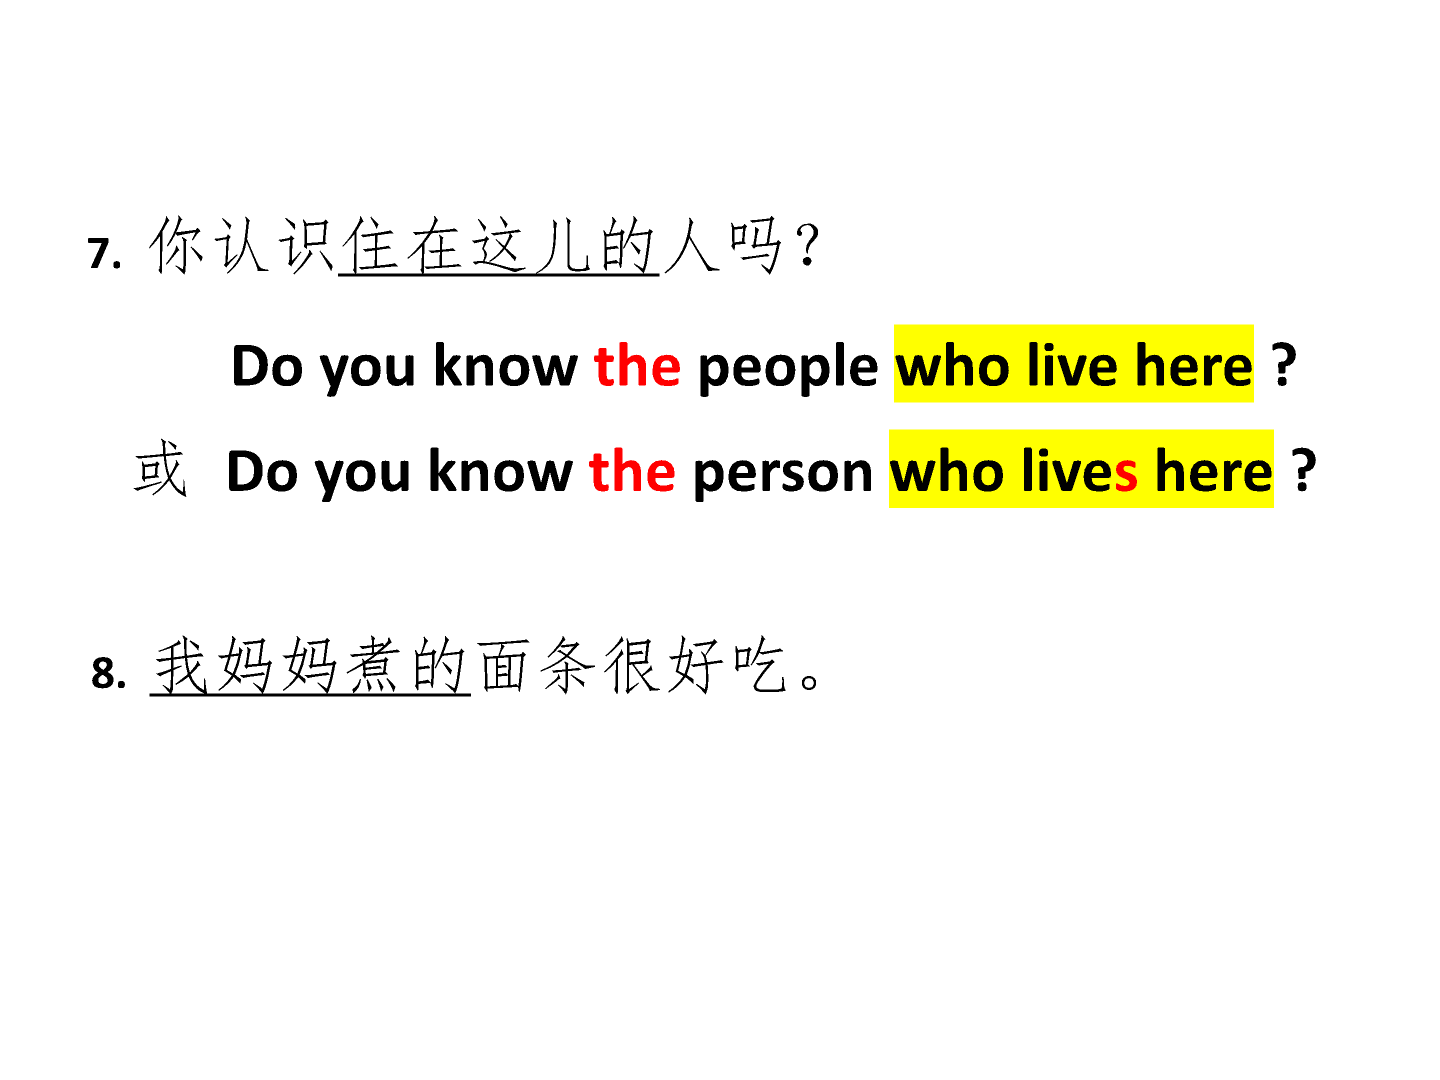 7. 你认识住在这儿的人吗？
Do you know the people who live here ?
或 Do you know the person who lives here ?
8. 我妈妈煮的面条很好吃。